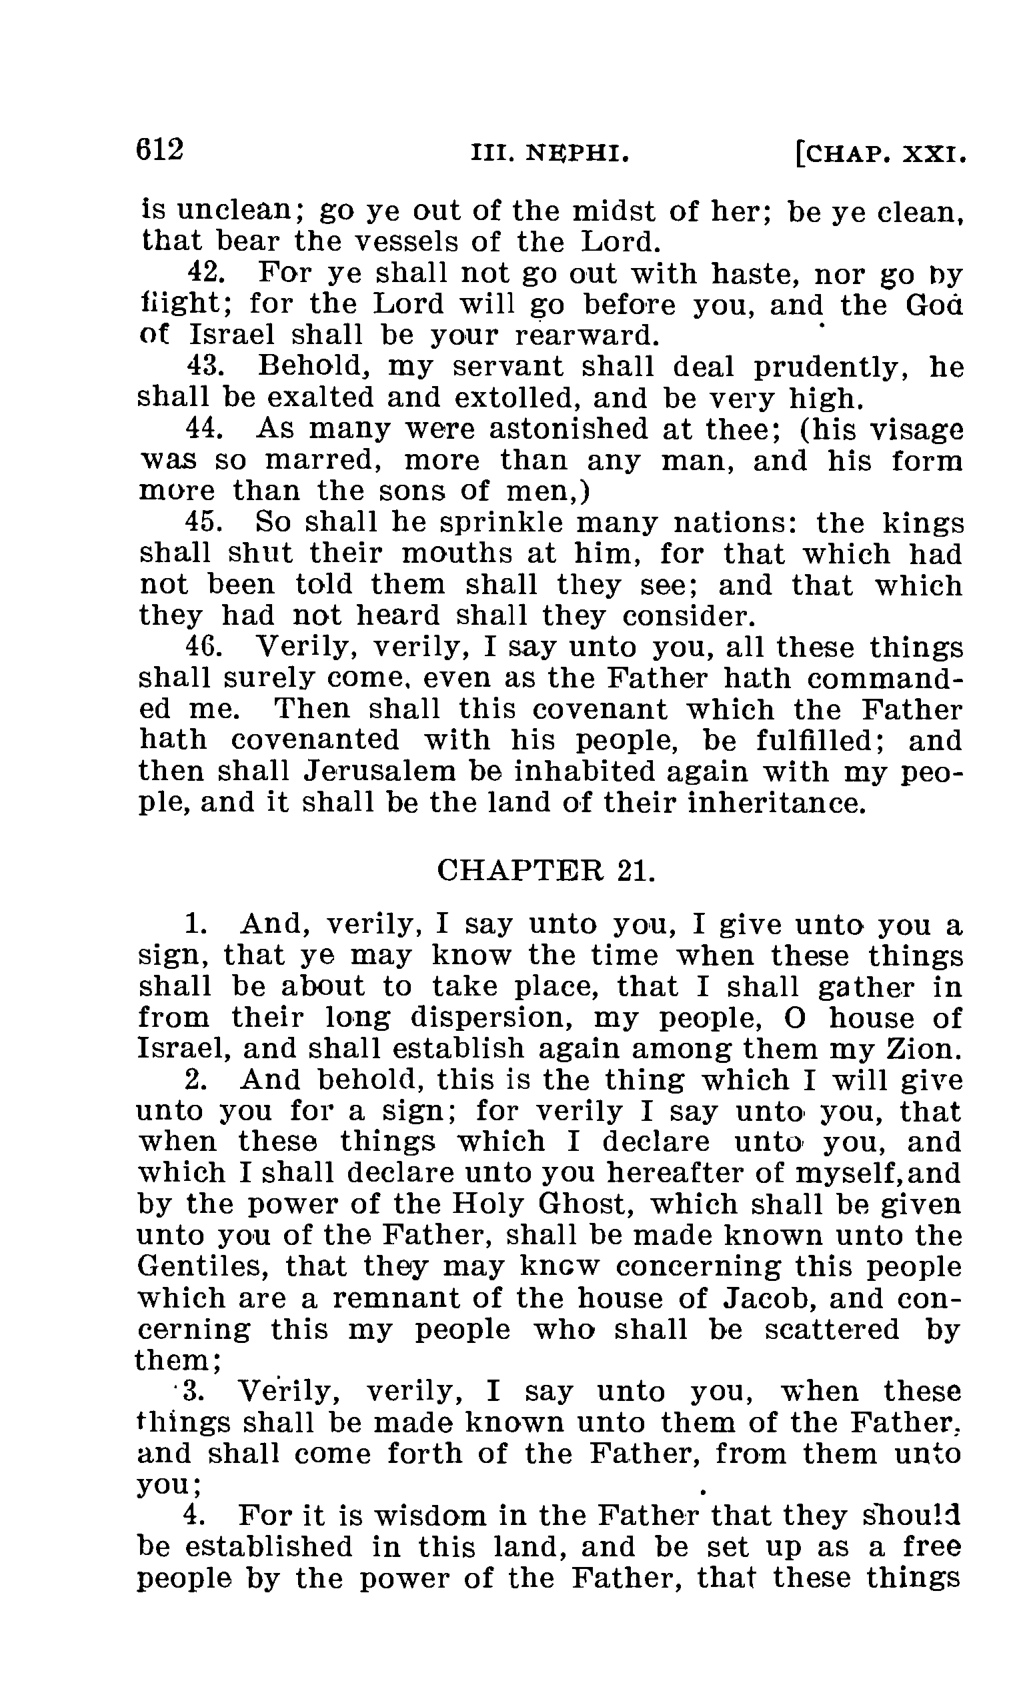 612 III. NEPHI. [CHAP. XXI.
is unclean; go ye out of the midst of her; be ye clean,
that bear the vessels of the Lord.
42. For ye shall not go out with haste, nor go by
flight; for the Lord will go before you, and the God
of Israel shall be your rearward.
43. Behold, my servant shall deal prudently, he
shall be exalted and extolled, and be very high.
44. As many were astonished at thee; (his visage
was so marred, more than any man, and his form
more than the sons of men,)
45. So shall he sprinkle many nations: the kings
shall shut their mouths at him, for that which had
not been told them shall they see; and that which
they had not heard shall they consider.
46. Verily, verily, I say unto you, all these things
shall surely come, even as the Father hath command-
ed me. Then shall this covenant which the Father
hath covenanted with his people, be fulfilled; and
then shall Jerusalem be inhabited again with my peo-
ple, and it shall be the land of their inheritance.
CHAPTER 21.
1. And, verily, I say unto you, I give unto you a
sign, that ye may know the time when these things
shall be about to take place, that I shall gather in
from their long dispersion, my people, O house of
Israel, and shall establish again among them my Zion.
2. And behold, this is the thing which I will give
unto you for a sign; for verily I say unto you, that
when these things which I declare unto you, and
which I shall declare unto you hereafter of myself, and
by the power of the Holy Ghost, which shall be given
unto you of the Father, shall be made known unto the
Gentiles, that they may know concerning this people
which are a remnant of the house of Jacob, and con-
cerning this my people who shall be scattered by
them;
3. Verily, verily, I say unto you, when these
things shall be made known unto them of the Father,
and shall come forth of the Father, from them unto
you;
4. For it is wisdom in the Father that they should
be established in this land, and be set up as a free
people by the power of the Father, that these things